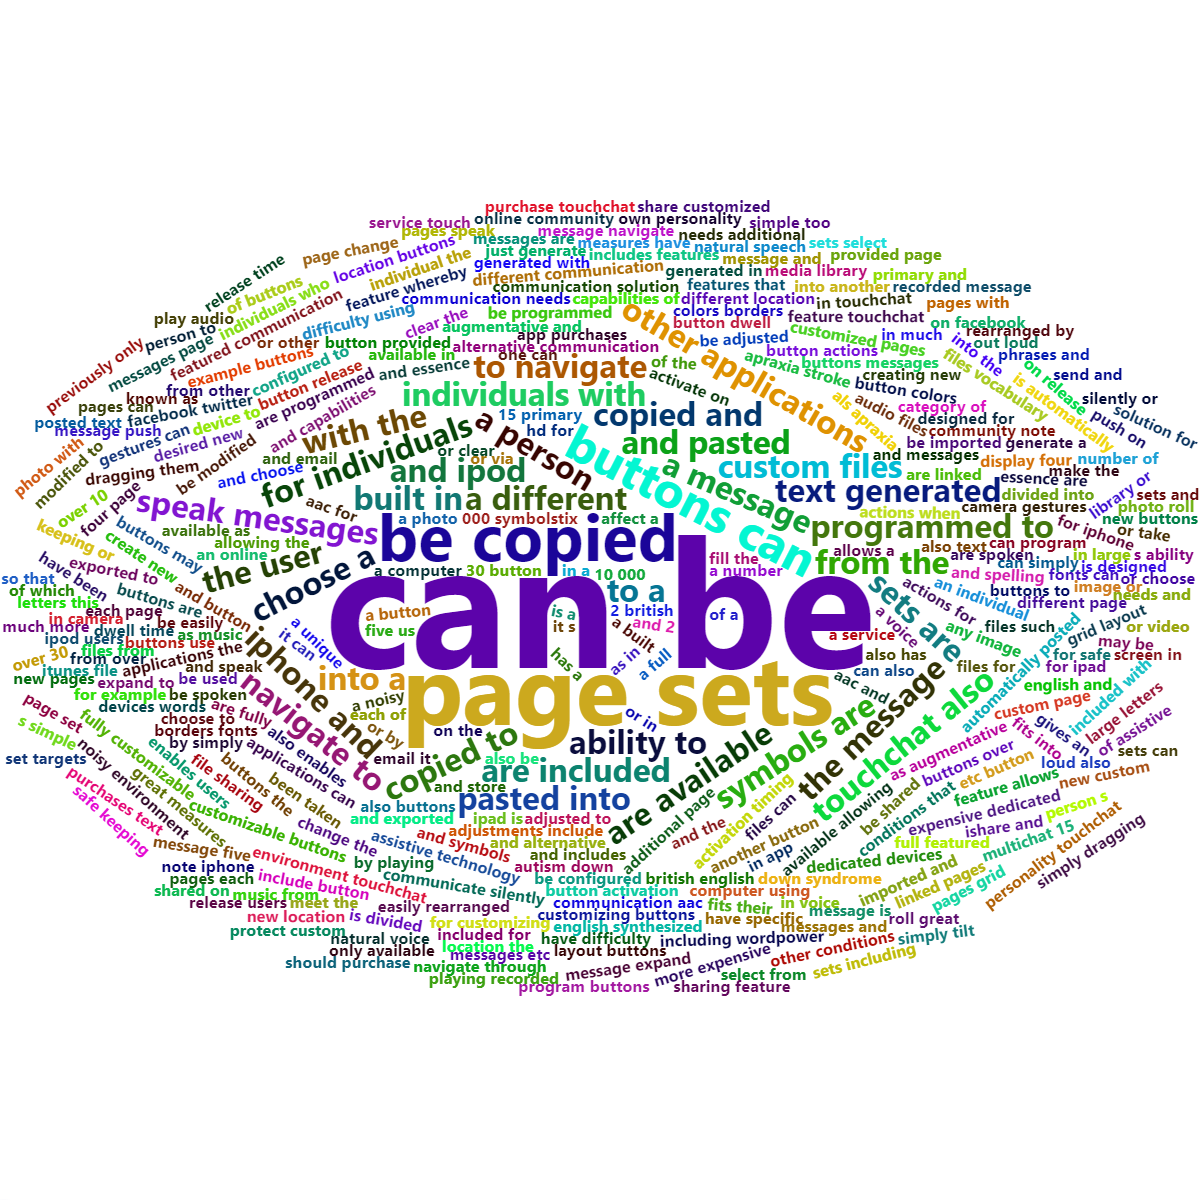 purchase touchchat
share customized
service touch
online community
own personality
simple too
pages speak
messages are
message navigate
needs additional
page change
location buttons
just generate
measures have
natural speech
sets select
includes features
message and
provided page
release time
of buttons
individual the
generated with
different communication
generated in
media library
primary and
feature whereby
communication solution
features that
into another
recorded message
individuals who
featured communication
communication needs
capabilities of
different location
in touchchat
pages with
play audio
person to
difficulty using
clear the
be programmed
colors borders
feature touchchat
on facebook
augmentative and
other applications
button dwell
customized pages
in much
rearranged by
messages page
or other
button provided
app purchases
be adjusted
into the
out loud
previously only
example buttons
available in
alternative communication
button actions
phrases and
configured to
one can
of the
apraxia stroke
buttons messages
files vocabulary
on release
known as
from other
button release
and essence
to navigate
activate on
creating new
is automatically
send and
pages can
facebook twitter
device to
are programmed
individuals with
als apraxia
button colors
silently or
posted text
gestures can
and capabilities
a person
15 primary
copied and
audio files
category of
designed for
push on
solution for
message push
desired new
with the
for individuals
hd for
buttons can
and pasted
community note
photo with
be modified
or clear
be imported
generate a
modified to
dragging them
and email
or via
a message
custom files
and messages
display four
number of
and choose
and ipod
are linked
make the
over 10
essence are
library or
four page
aac for
built in
a different
text generated
divided into
sets and
speak messages
camera gestures
photo roll
keeping or
buttons may
available as
a photo
000 symbolstix
affect a
actions when
new buttons
allowing the
be copied
programmed to
for iphone
or take
create new
an online
can be
fill the
from the
allows a
also text
can program
have been
exported to
the user
choose a
a computer
30 button
in a
10 000
a number
are spoken
in large
s ability
so that
of which
buttons are
to a
sets are
and spelling
can simply
is designed
fonts can
or choose
letters this
each page
and button
a button
is a
2 british
of a
actions for
an individual
buttons to
image or
needs and
in camera
be easily
a unique
five us
it s
a built
and 2
a voice
different page
much more
dwell time
as music
it can
a service
any image
files such
grid layout
or video
ipod users
buttons use
iphone and
as in
also has
may be
over 30
from over
files from
applications the
has a
a full
can also
the message
automatically posted
for safe
screen in
itunes file
and speak
into a
page sets
aac and
files for
for ipad
new pages
expand to
be used
navigate to
a noisy
english and
for example
be spoken
each of
symbols are
touchchat also
custom page
included with
page set
devices words
are fully
or by
or in
fits into
gives an
large letters
s simple
choose to
also enables
copied to
on the
ability to
are available
as augmentative
of assistive
borders fonts
set targets
noisy environment
fully customizable
enables users
by simply
applications can
email it
also be
buttons over
sets can
file sharing
are included
activation timing
conditions that
etc button
loud also
purchases text
great measures
buttons the
and store
pasted into
additional page
files can
available allowing
be shared
feature allows
new custom
safe keeping
customizable buttons
been taken
also buttons
and the
another button
in app
expensive dedicated
person s
change the
and exported
ipad is
adjusted to
full featured
ishare and
message five
assistive technology
and symbols
adjustments include
multichat 15
personality touchchat
environment touchchat
by playing
and alternative
and includes
dedicated devices
simply dragging
note iphone
communicate silently
autism down
imported and
linked pages
pages each
include button
be configured
british english
down syndrome
pages grid
shared on
music from
button activation
computer using
release users
meet the
easily rearranged
communication aac
fits their
in voice
message is
new location
is divided
for customizing
customizing buttons
have specific
messages and
roll great
protect custom
english synthesized
simply tilt
natural voice
included for
location the
have difficulty
including wordpower
other conditions
only available
messages etc
layout buttons
should purchase
navigate through
message expand
more expensive
select from
sets including
playing recorded
program buttons
sharing feature